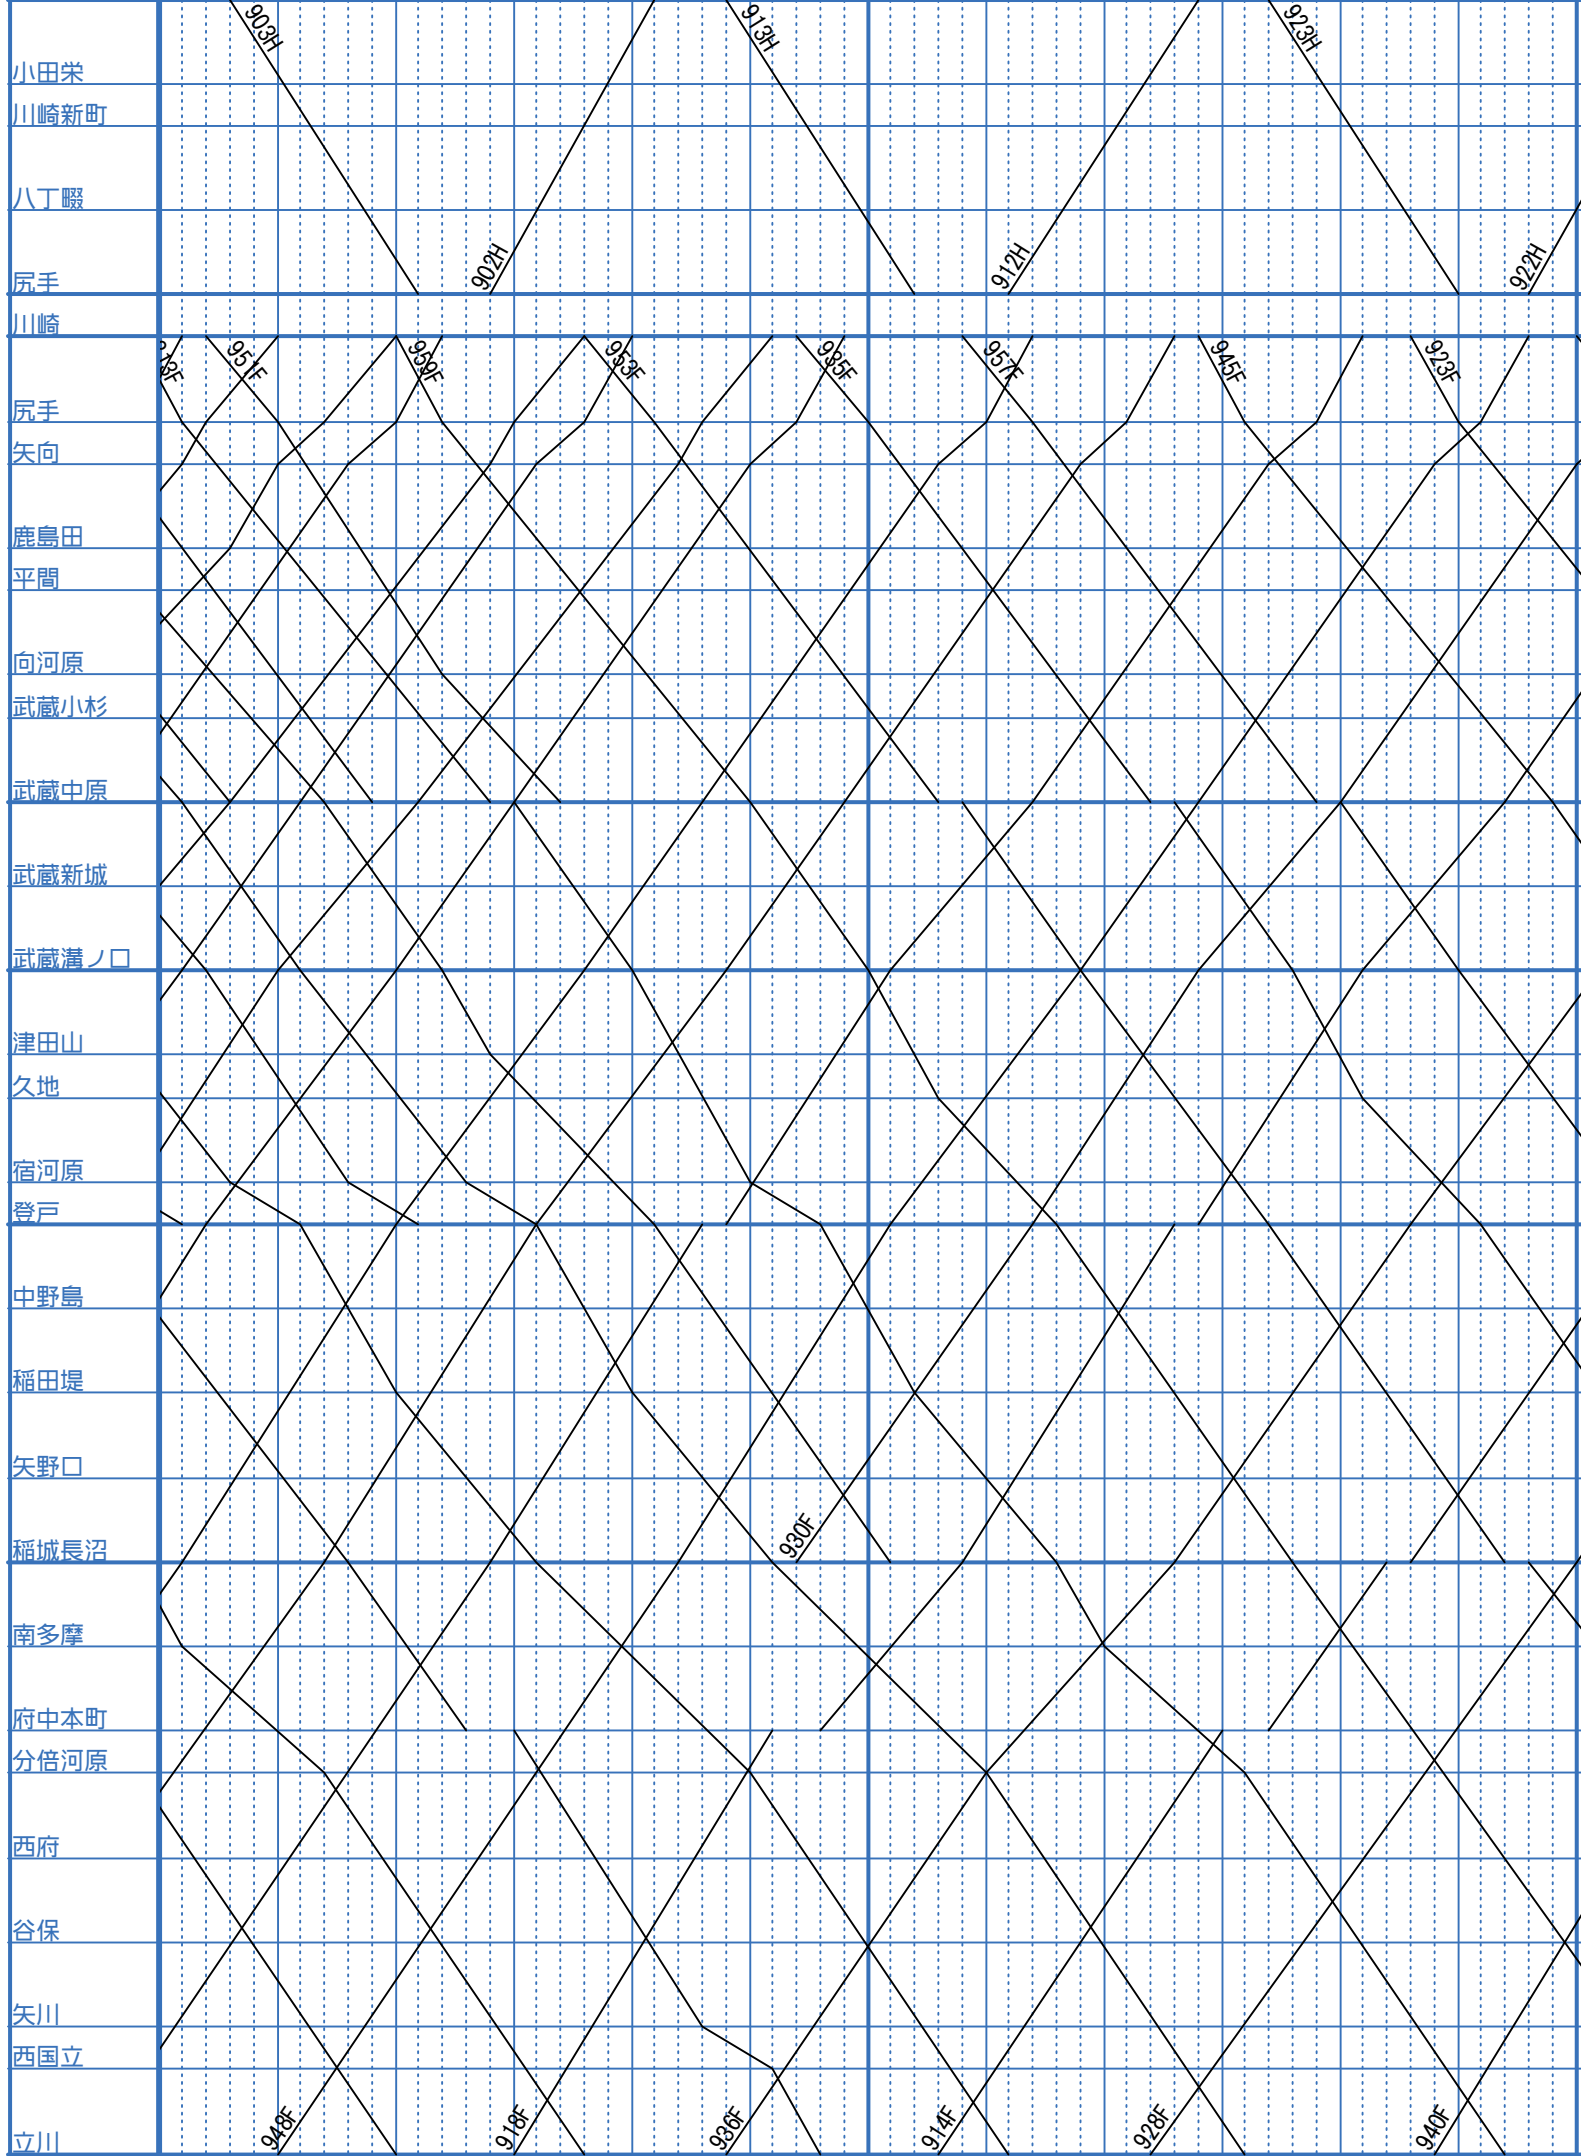 903H
913H
923H
小田栄
川崎新町
八丁畷
902H
912H
922H
尻手
川崎
951F
959F
953F
935F
957F
945F
923F
尻手
矢向
鹿島田
平間
向河原
武蔵小杉
武蔵中原
武蔵新城
武蔵溝ノ口
津田山
久地
宿河原
登戸
中野島
稲田堤
矢野口
930F
稲城長沼
南多摩
府中本町
分倍河原
西府
谷保
矢川
西国立
948F
918F
936F
914F
928F
940F
立川